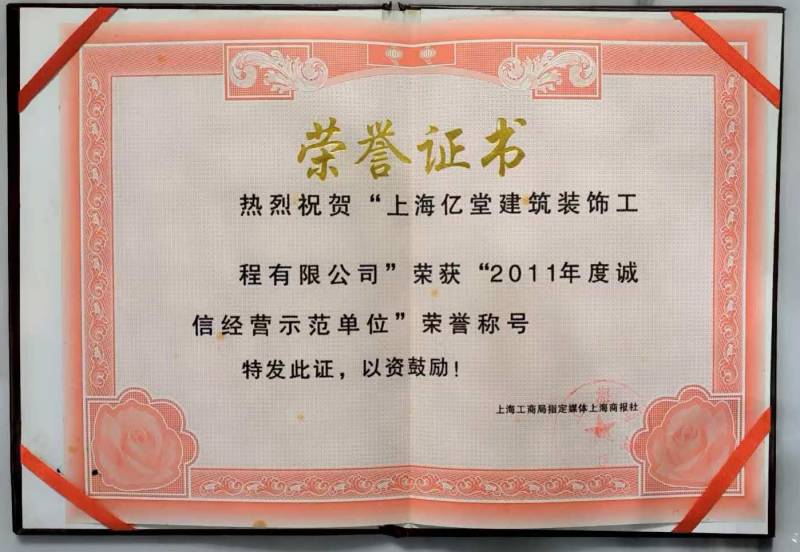 荣誉证书
热烈祝贺“上海亿堂建筑装饰工
程有限公司”荣获“2011年度诚
信经营示范单位”荣誉称号
特发此证，以资鼓励！
上海工商局指定媒体上海商报社